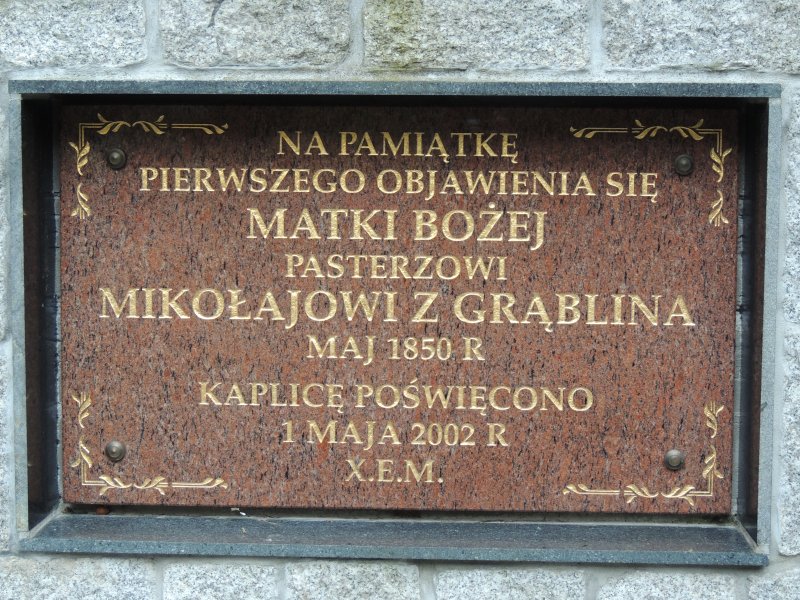 NA PAMIĄTKĘ
PIERWSZEGO OBJAWIENIA SIĘ
MATKI BOŻEJ
PASTERZOWI
MIKOŁAJOWI Z GRĄBLINA
MAJ 1850 R
KAPLICĘ POŚWIĘCONO
1 MAJA 2002 R
X.E.M.